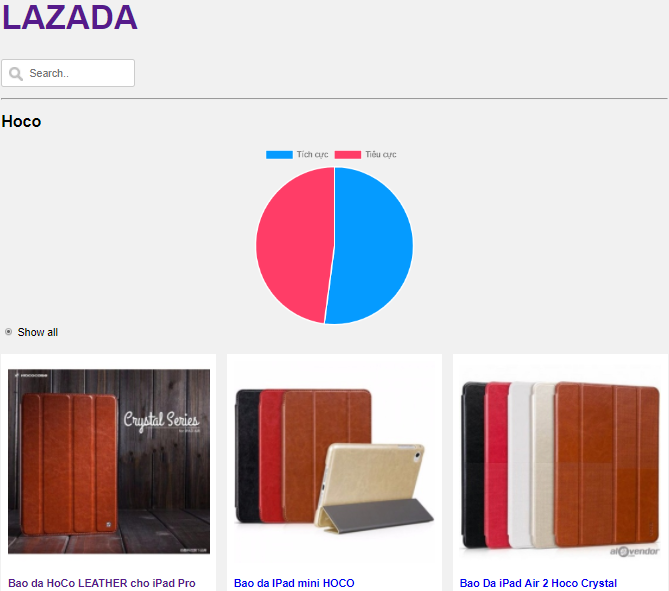 LAZADA
Search..
Hoco
Tích cực Tiêu cực
Show all
Crystal Series
alovendor
Bao da HoCo LEATHER cho iPad Pro
Bao da IPad mini HOCO
Bao Da iPad Air 2 Hoco Crystal